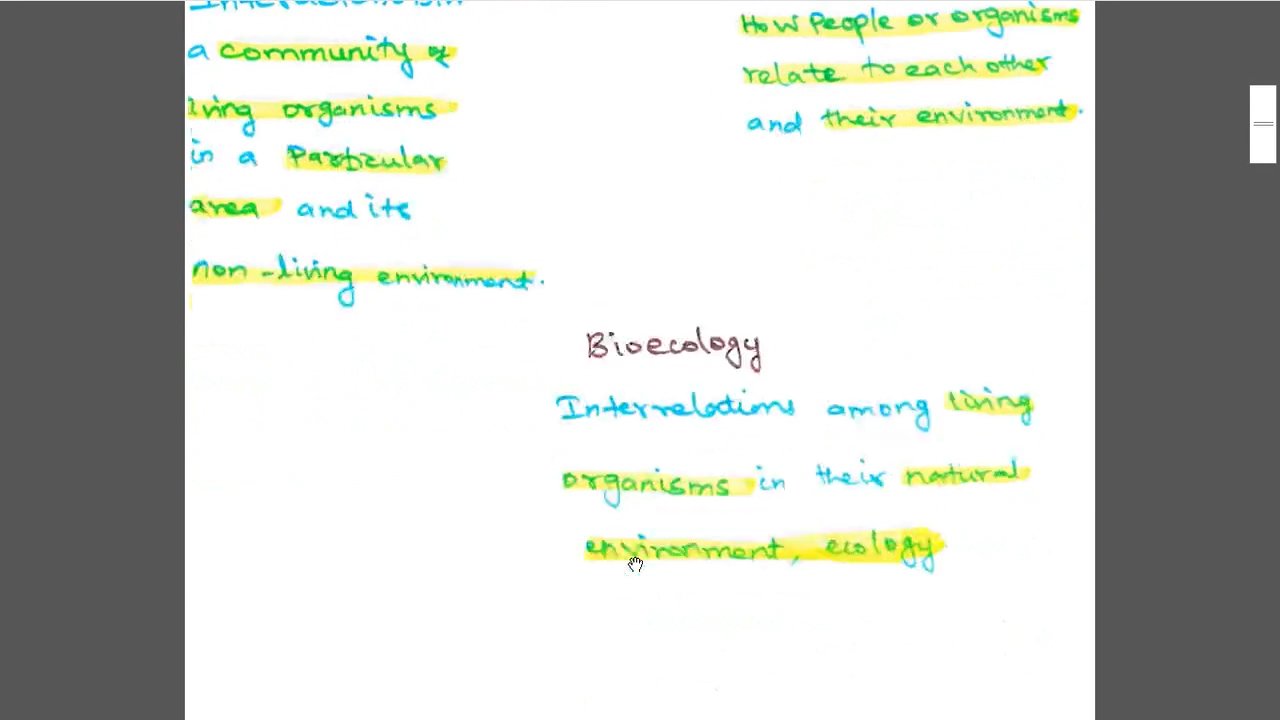 a community of
living organisms
in a Particular
area and its
non-living environment.
How People or organisms
relate to each other
and their environment.
Bioecology
Interrelations among living
organisms in their natural
environment, ecology